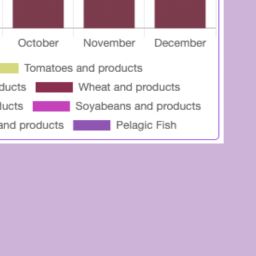 October November December
Tomatoes and products
ducts Wheat and products
ducts Soyabeans and products
and products Pelagic Fish